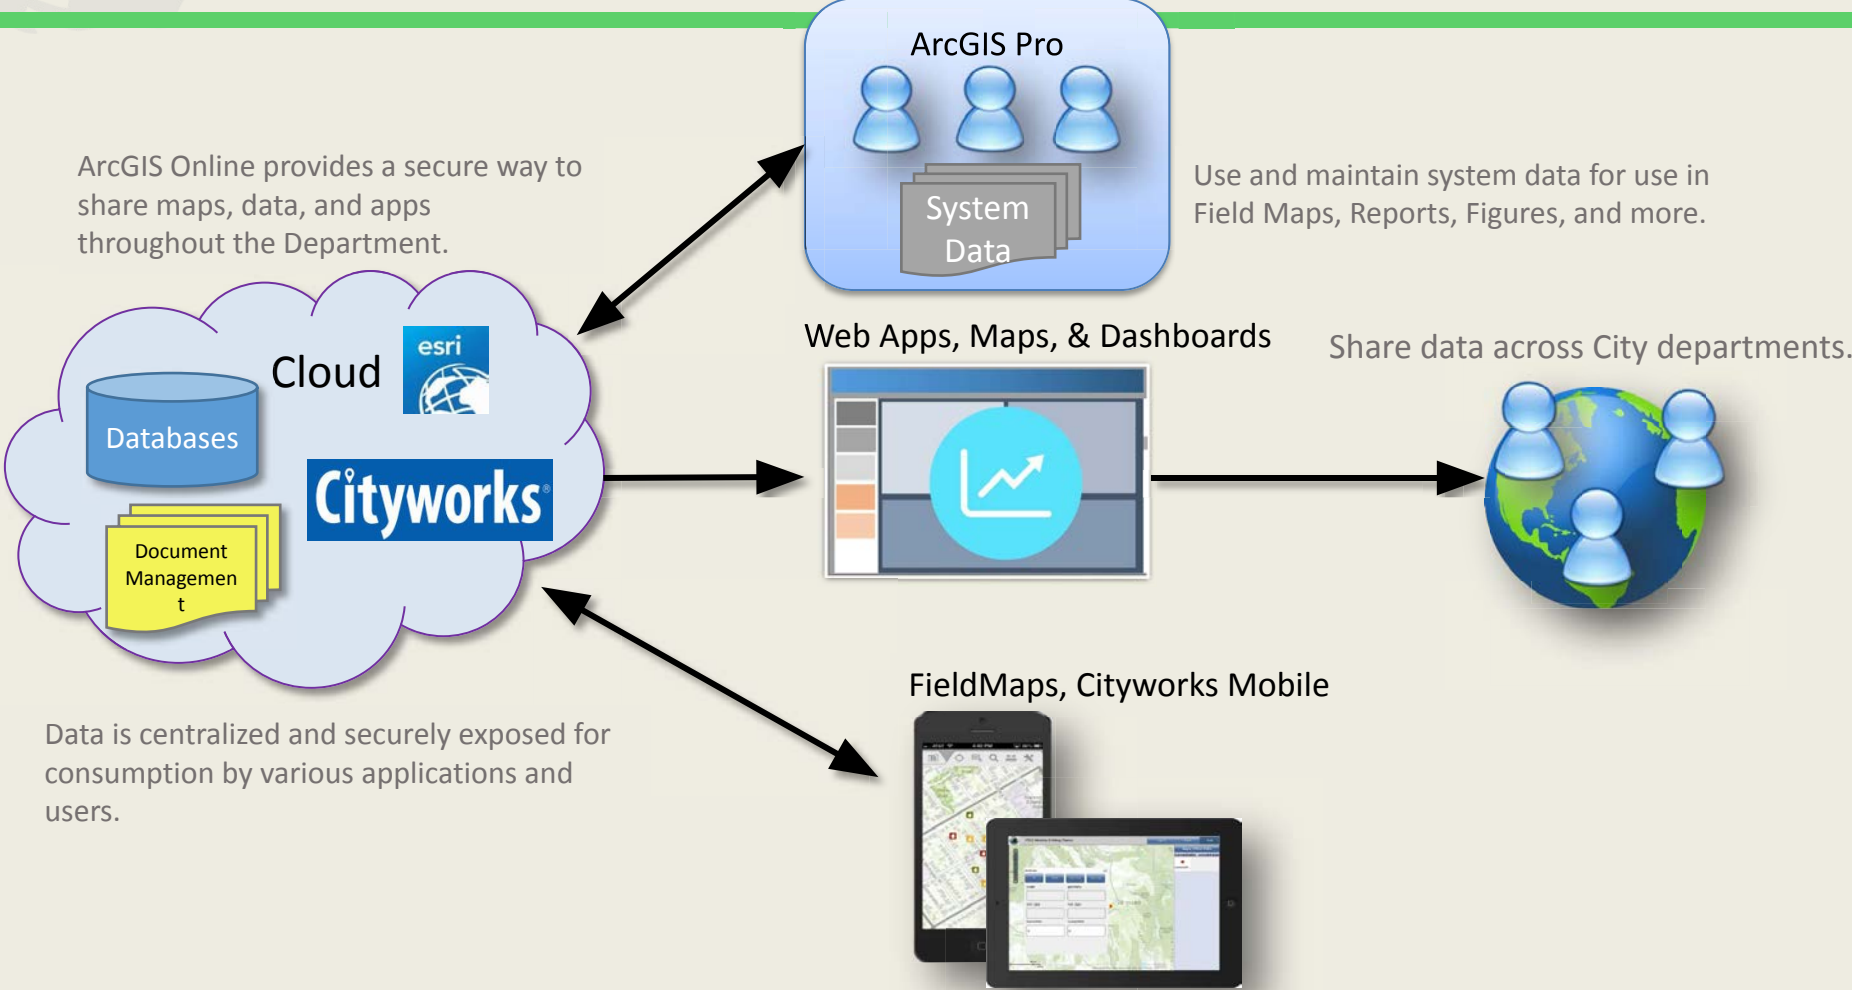 ArcGIS Pro
System
Data
ArcGIS Online provides a secure way to
share maps, data, and apps
throughout the Department.
Use and maintain system data for use in
Field Maps, Reports, Figures, and more.
Cloud
esri
Databases
Cityworks®
Document
Managemen
t
Web Apps, Maps, & Dashboards
Share data across City departments.
Data is centralized and securely exposed for
consumption by various applications and
users.
FieldMaps, Cityworks Mobile